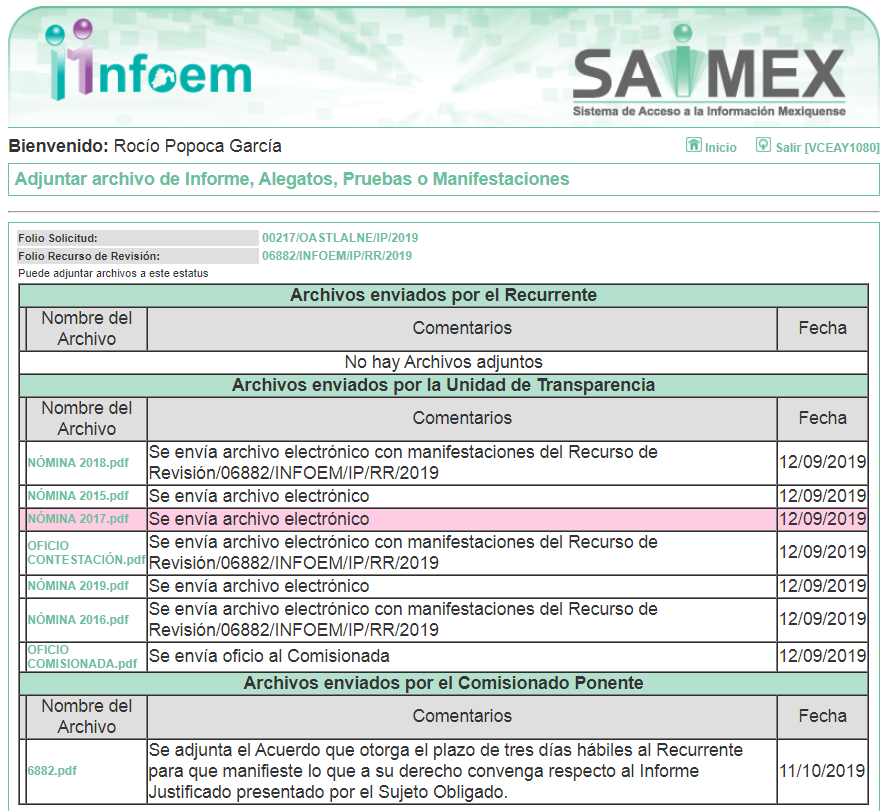 infoem
SAIMEX
Sistema de Acceso a la Información Mexiquense
Bienvenido: Rocío Popoca García
Inicio Salir [VCEAY1080]
Adjuntar archivo de Informe, Alegatos, Pruebas o Manifestaciones
Folio Solicitud: 00217/OASTLALNE/IP/2019
Folio Recurso de Revisión: 06882/INFOEM/IP/RR/2019
Puede adjuntar archivos a este estatus
Archivos enviados por el Recurrente
Nombre del
Archivo
Comentarios
Fecha
No hay Archivos adjuntos
Archivos enviados por la Unidad de Transparencia
Nombre del
Archivo
Comentarios
Fecha
NÓMINA 2018.pdf
Se envía archivo electrónico con manifestaciones del Recurso de
Revisión/06882/INFOEM/IP/RR/2019
12/09/2019
NÓMINA 2015.pdf
Se envía archivo electrónico
12/09/2019
NÓMINA 2017.pdf
Se envía archivo electrónico
12/09/2019
OFICIO
CONTESTACIÓN.pdf
Se envía archivo electrónico con manifestaciones del Recurso de
Revisión/06882/INFOEM/IP/RR/2019
12/09/2019
NÓMINA 2019.pdf
Se envía archivo electrónico
12/09/2019
NÓMINA 2016.pdf
Se envía archivo electrónico con manifestaciones del Recurso de
Revisión/06882/INFOEM/IP/RR/2019
12/09/2019
OFICIO
COMISIONADA.pdf
Se envía oficio al Comisionada
12/09/2019
Archivos enviados por el Comisionado Ponente
Nombre del
Archivo
Comentarios
Fecha
6882.pdf
Se adjunta el Acuerdo que otorga el plazo de tres días hábiles al Recurrente
para que manifieste lo que a su derecho convenga respecto al Informe
Justificado presentado por el Sujeto Obligado.
11/10/2019